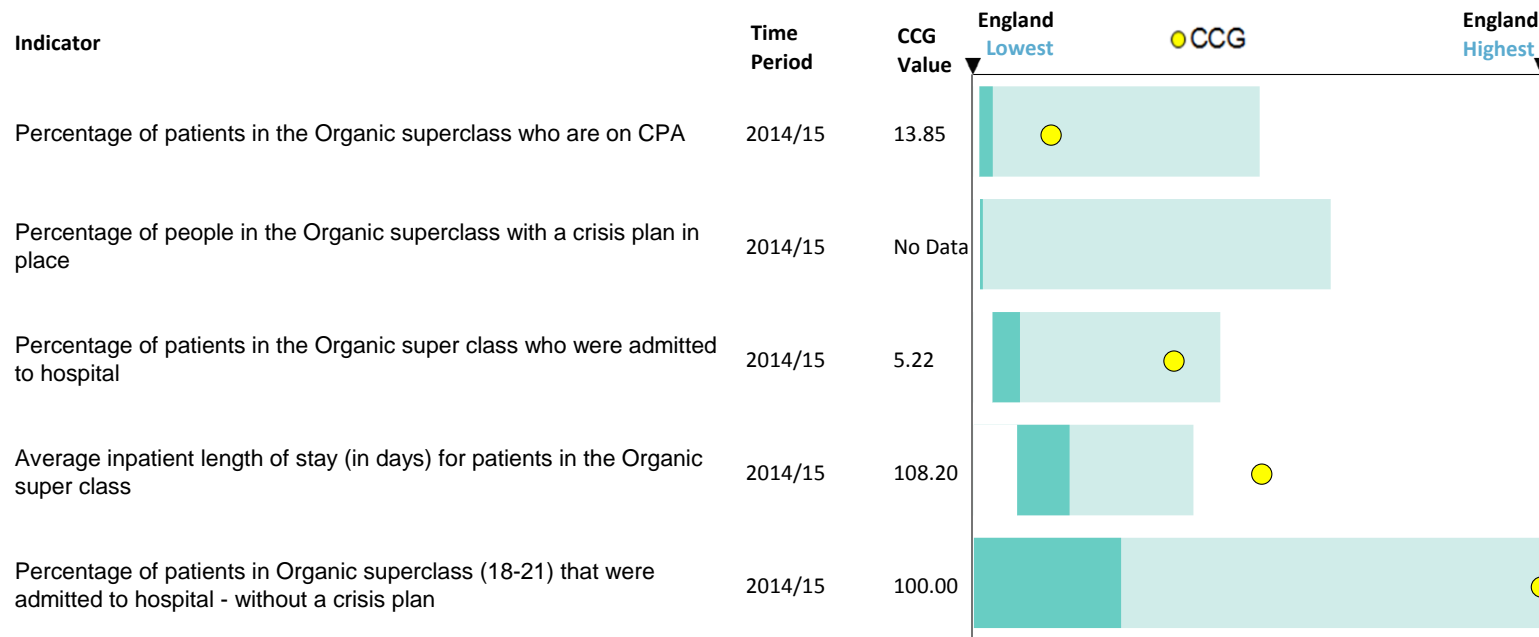 Indicator
Time
Period
CCG
Value
England
Lowest
CCG
England
Highest
Percentage of patients in the Organic superclass who are on CPA
2014/15
13.85
Percentage of people in the Organic superclass with a crisis plan in
place
2014/15
No Data
Percentage of patients in the Organic super class who were admitted
to hospital
2014/15
5.22
Average inpatient length of stay (in days) for patients in the Organic
super class
2014/15
108.20
Percentage of patients in Organic superclass (18-21) that were
admitted to hospital - without a crisis plan
2014/15
100.00